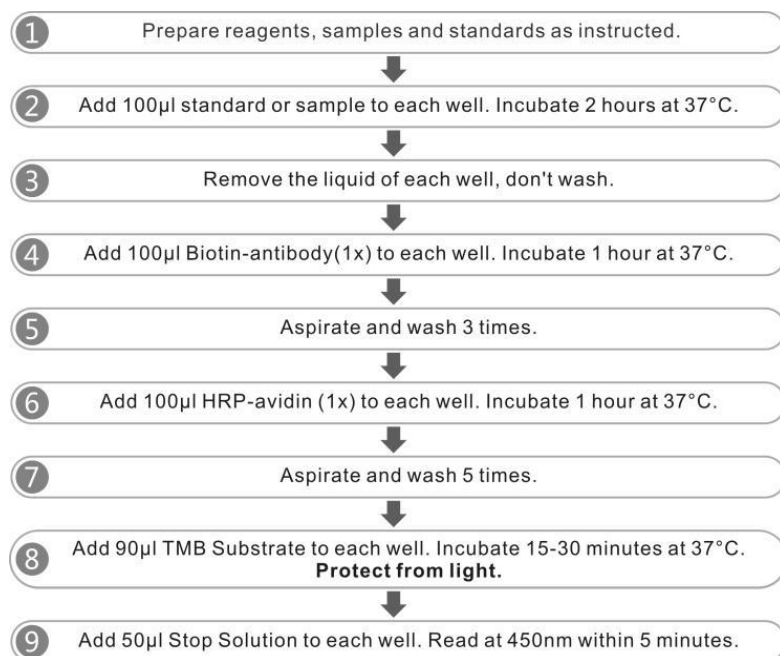 1 Prepare reagents, samples and standards as instructed.
2 Add 100μl standard or sample to each well. Incubate 2 hours at 37°C.
3 Remove the liquid of each well, don't wash.
4 Add 100μl Biotin-antibody(1x) to each well. Incubate 1 hour at 37°C.
5 Aspirate and wash 3 times.
6 Add 100μl HRP-avidin (1x) to each well. Incubate 1 hour at 37°C.
7 Aspirate and wash 5 times.
8 Add 90μl TMB Substrate to each well. Incubate 15-30 minutes at 37°C.
Protect from light.
9 Add 50μl Stop Solution to each well. Read at 450nm within 5 minutes.